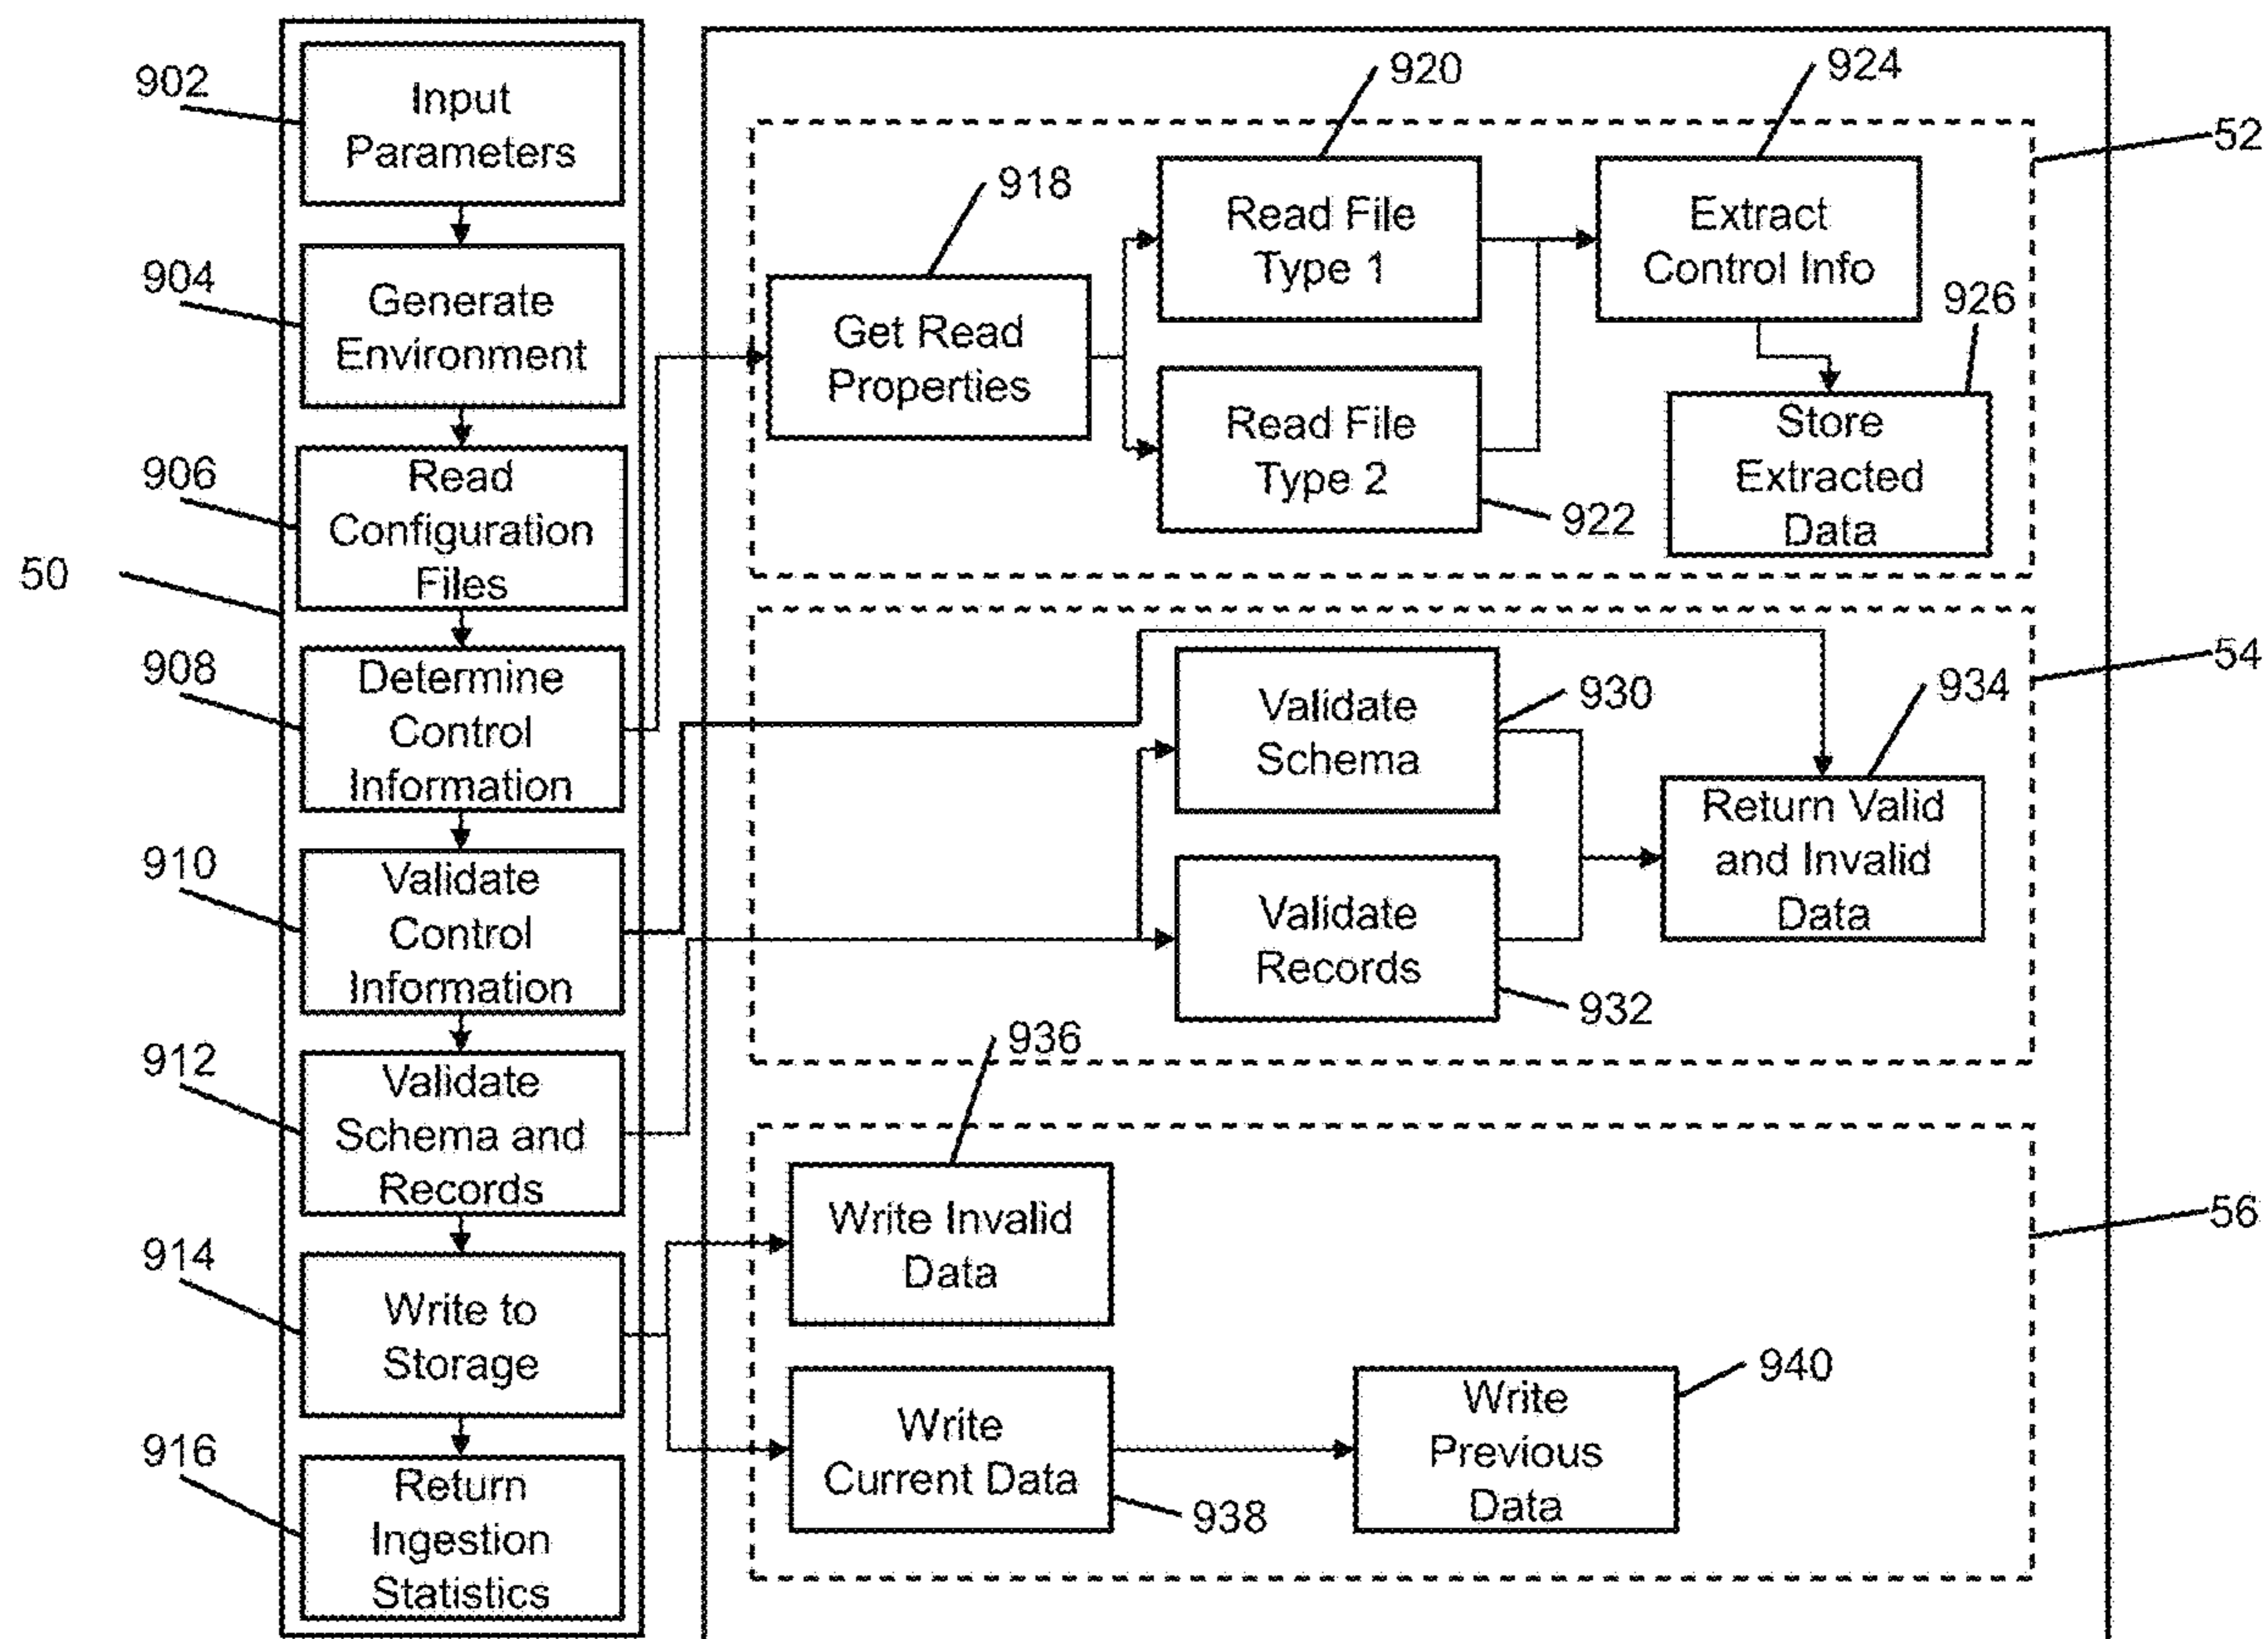 902
Input
Parameters
904
Generate
Environment
906
Read
Configuration
Files
50
908
Determine
Control
Information
910
Validate
Control
Information
912
Validate
Schema and
Records
914
Write to
Storage
916
Return
Ingestion
Statistics
918
Get Read
Properties
920
Read File
Type 1
Read File
Type 2
922
924
Extract
Control Info
926
Store
Extracted
Data
52
Validate
Schema
930
Validate
Records
932
934
Return Valid
and Invalid
Data
54
936
Write Invalid
Data
Write
Current Data
938
Write
Previous
Data
940
56